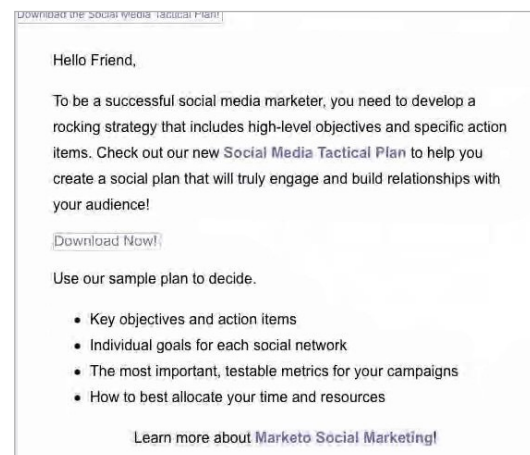 Download the Social Media Tactical Plan!
Hello Friend,
To be a successful social media marketer, you need to develop a
rocking strategy that includes high-level objectives and specific action
items. Check out our new Social Media Tactical Plan to help you
create a social plan that will truly engage and build relationships with
your audience!
Download Now!
Use our sample plan to decide.
• Key objectives and action items
• Individual goals for each social network
• The most important, testable metrics for your campaigns
• How to best allocate your time and resources
Learn more about Marketo Social Marketing!